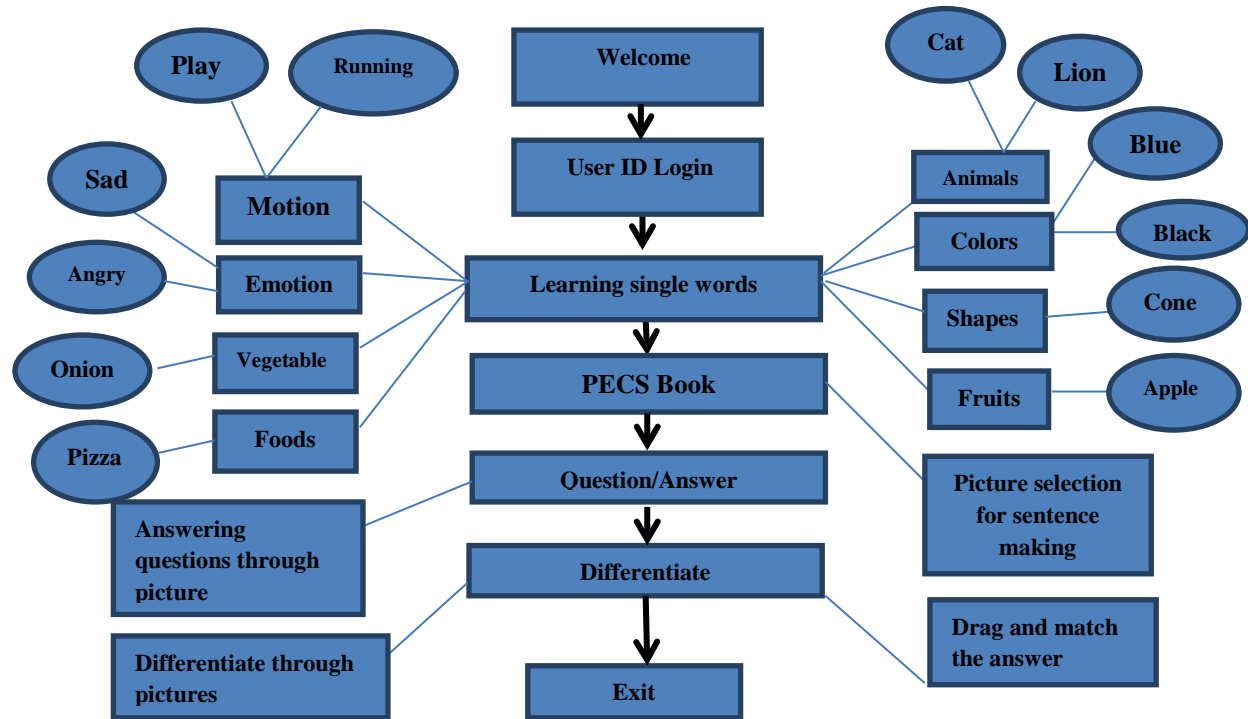 Play
Running
Welcome
Cat
Lion
Sad
Motion
User ID Login
Animals
Blue
Colors
Black
Angry
Emotion
Learning single words
Shapes
Cone
Onion
Vegetable
PECS Book
Fruits
Apple
Pizza
Foods
Question/Answer
Picture selection
for sentence
making
Answering
questions through
picture
Differentiate
Drag and match
the answer
Differentiate through
pictures
Exit